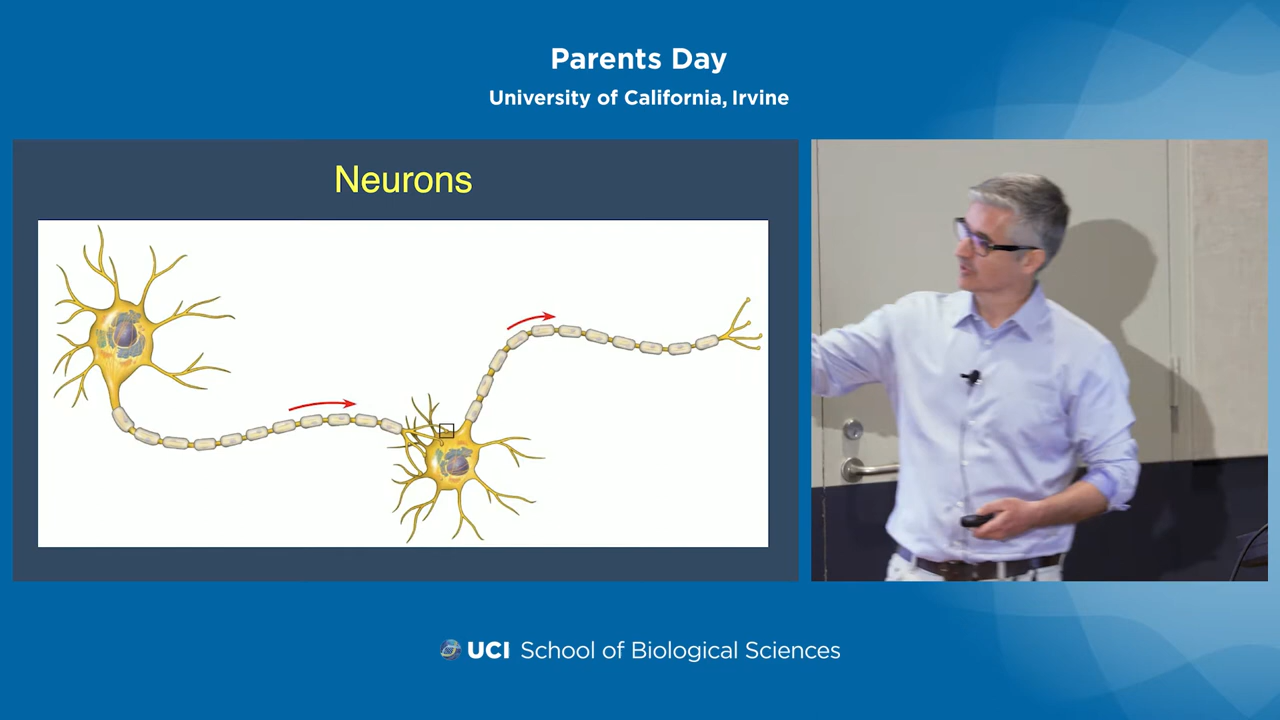 Parents Day
University of California, Irvine
Neurons
UCI School of Biological Sciences